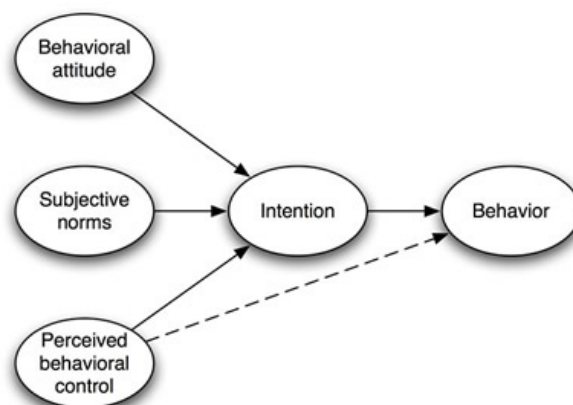 Behavioral
attitude
Subjective
norms
Intention
Behavior
Perceived
behavioral
control